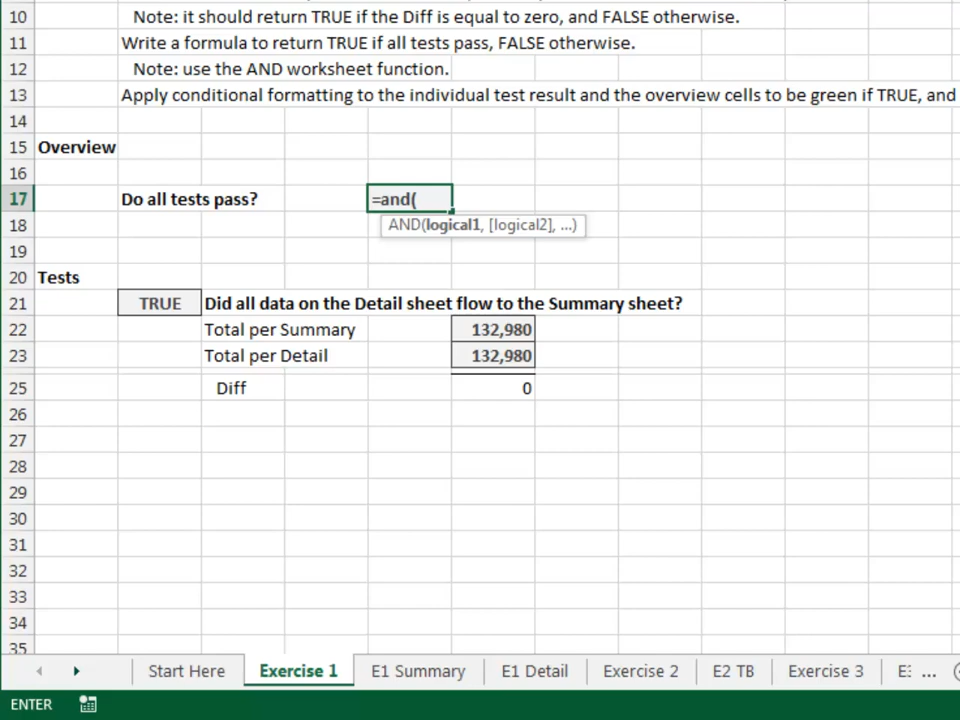 10 Note: it should return TRUE if the Diff is equal to zero, and FALSE otherwise.
11 Write a formula to return TRUE if all tests pass, FALSE otherwise.
12 Note: use the AND worksheet function.
13 Apply conditional formatting to the individual test result and the overview cells to be green if TRUE, and
14
15 Overview
16
17 Do all tests pass? =and(
18 AND(logical1, [logical2], ...)
19
20 Tests
21 TRUE Did all data on the Detail sheet flow to the Summary sheet?
22 Total per Summary 132,980
23 Total per Detail 132,980
25 Diff 0
26
27
28
29
30
31
32
33
34
35
Start Here Exercise 1 E1 Summary E1 Detail Exercise 2 E2 TB Exercise 3 E: ...
ENTER